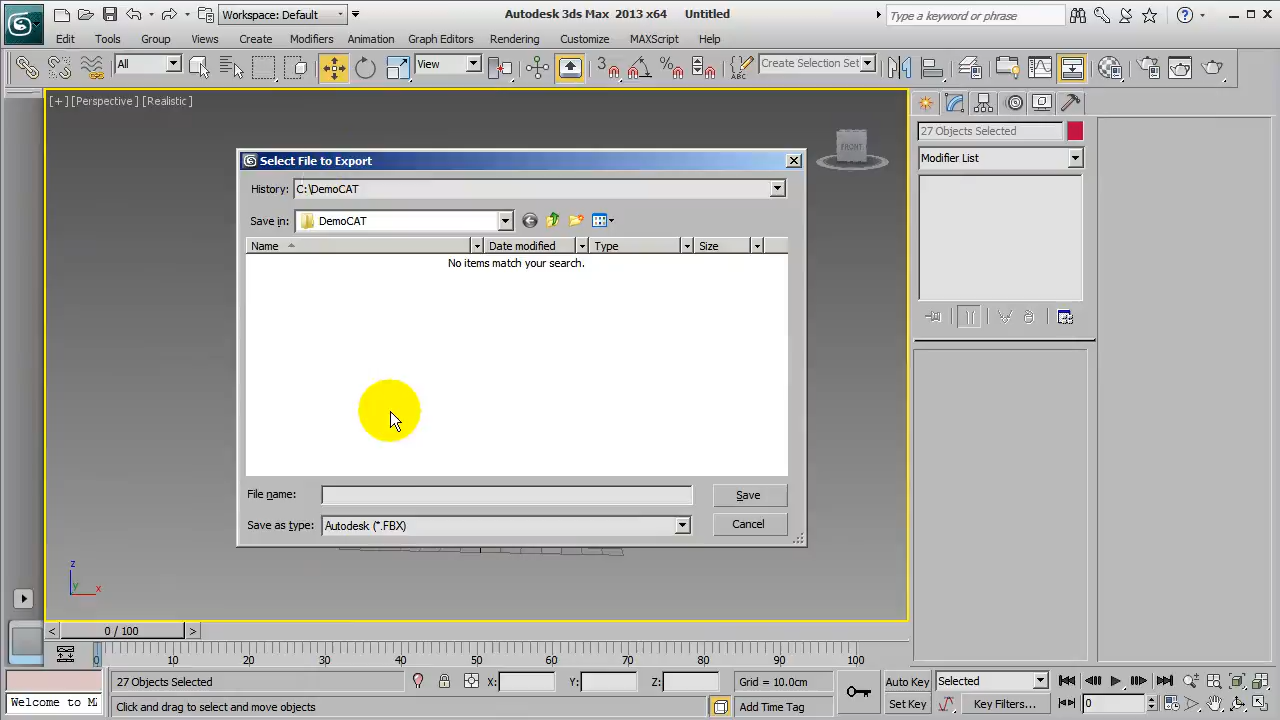 Workspace: Default
Autodesk 3ds Max 2013 x64 Untitled
Type a keyword or phrase
Edit Tools Group Views Create Modifiers Animation Graph Editors Rendering Customize MAXScript Help
All
View
3
Create Selection Set
[+] [Perspective] [Realistic]
FRONT
27 Objects Selected
Modifier List
Select File to Export
History: C:\DemoCAT
Save in: DemoCAT
Name Date modified Type Size
No items match your search.
File name: Save
Save as type: Autodesk (*.FBX) Cancel
z
y x
< 0 / 100 >
0 10 20 30 40 50 60 70 80 90 100
27 Objects Selected X: Y: Z: Grid = 10.0cm Auto Key Selected
Welcome to M Click and drag to select and move objects Add Time Tag Set Key Key Filters... 0